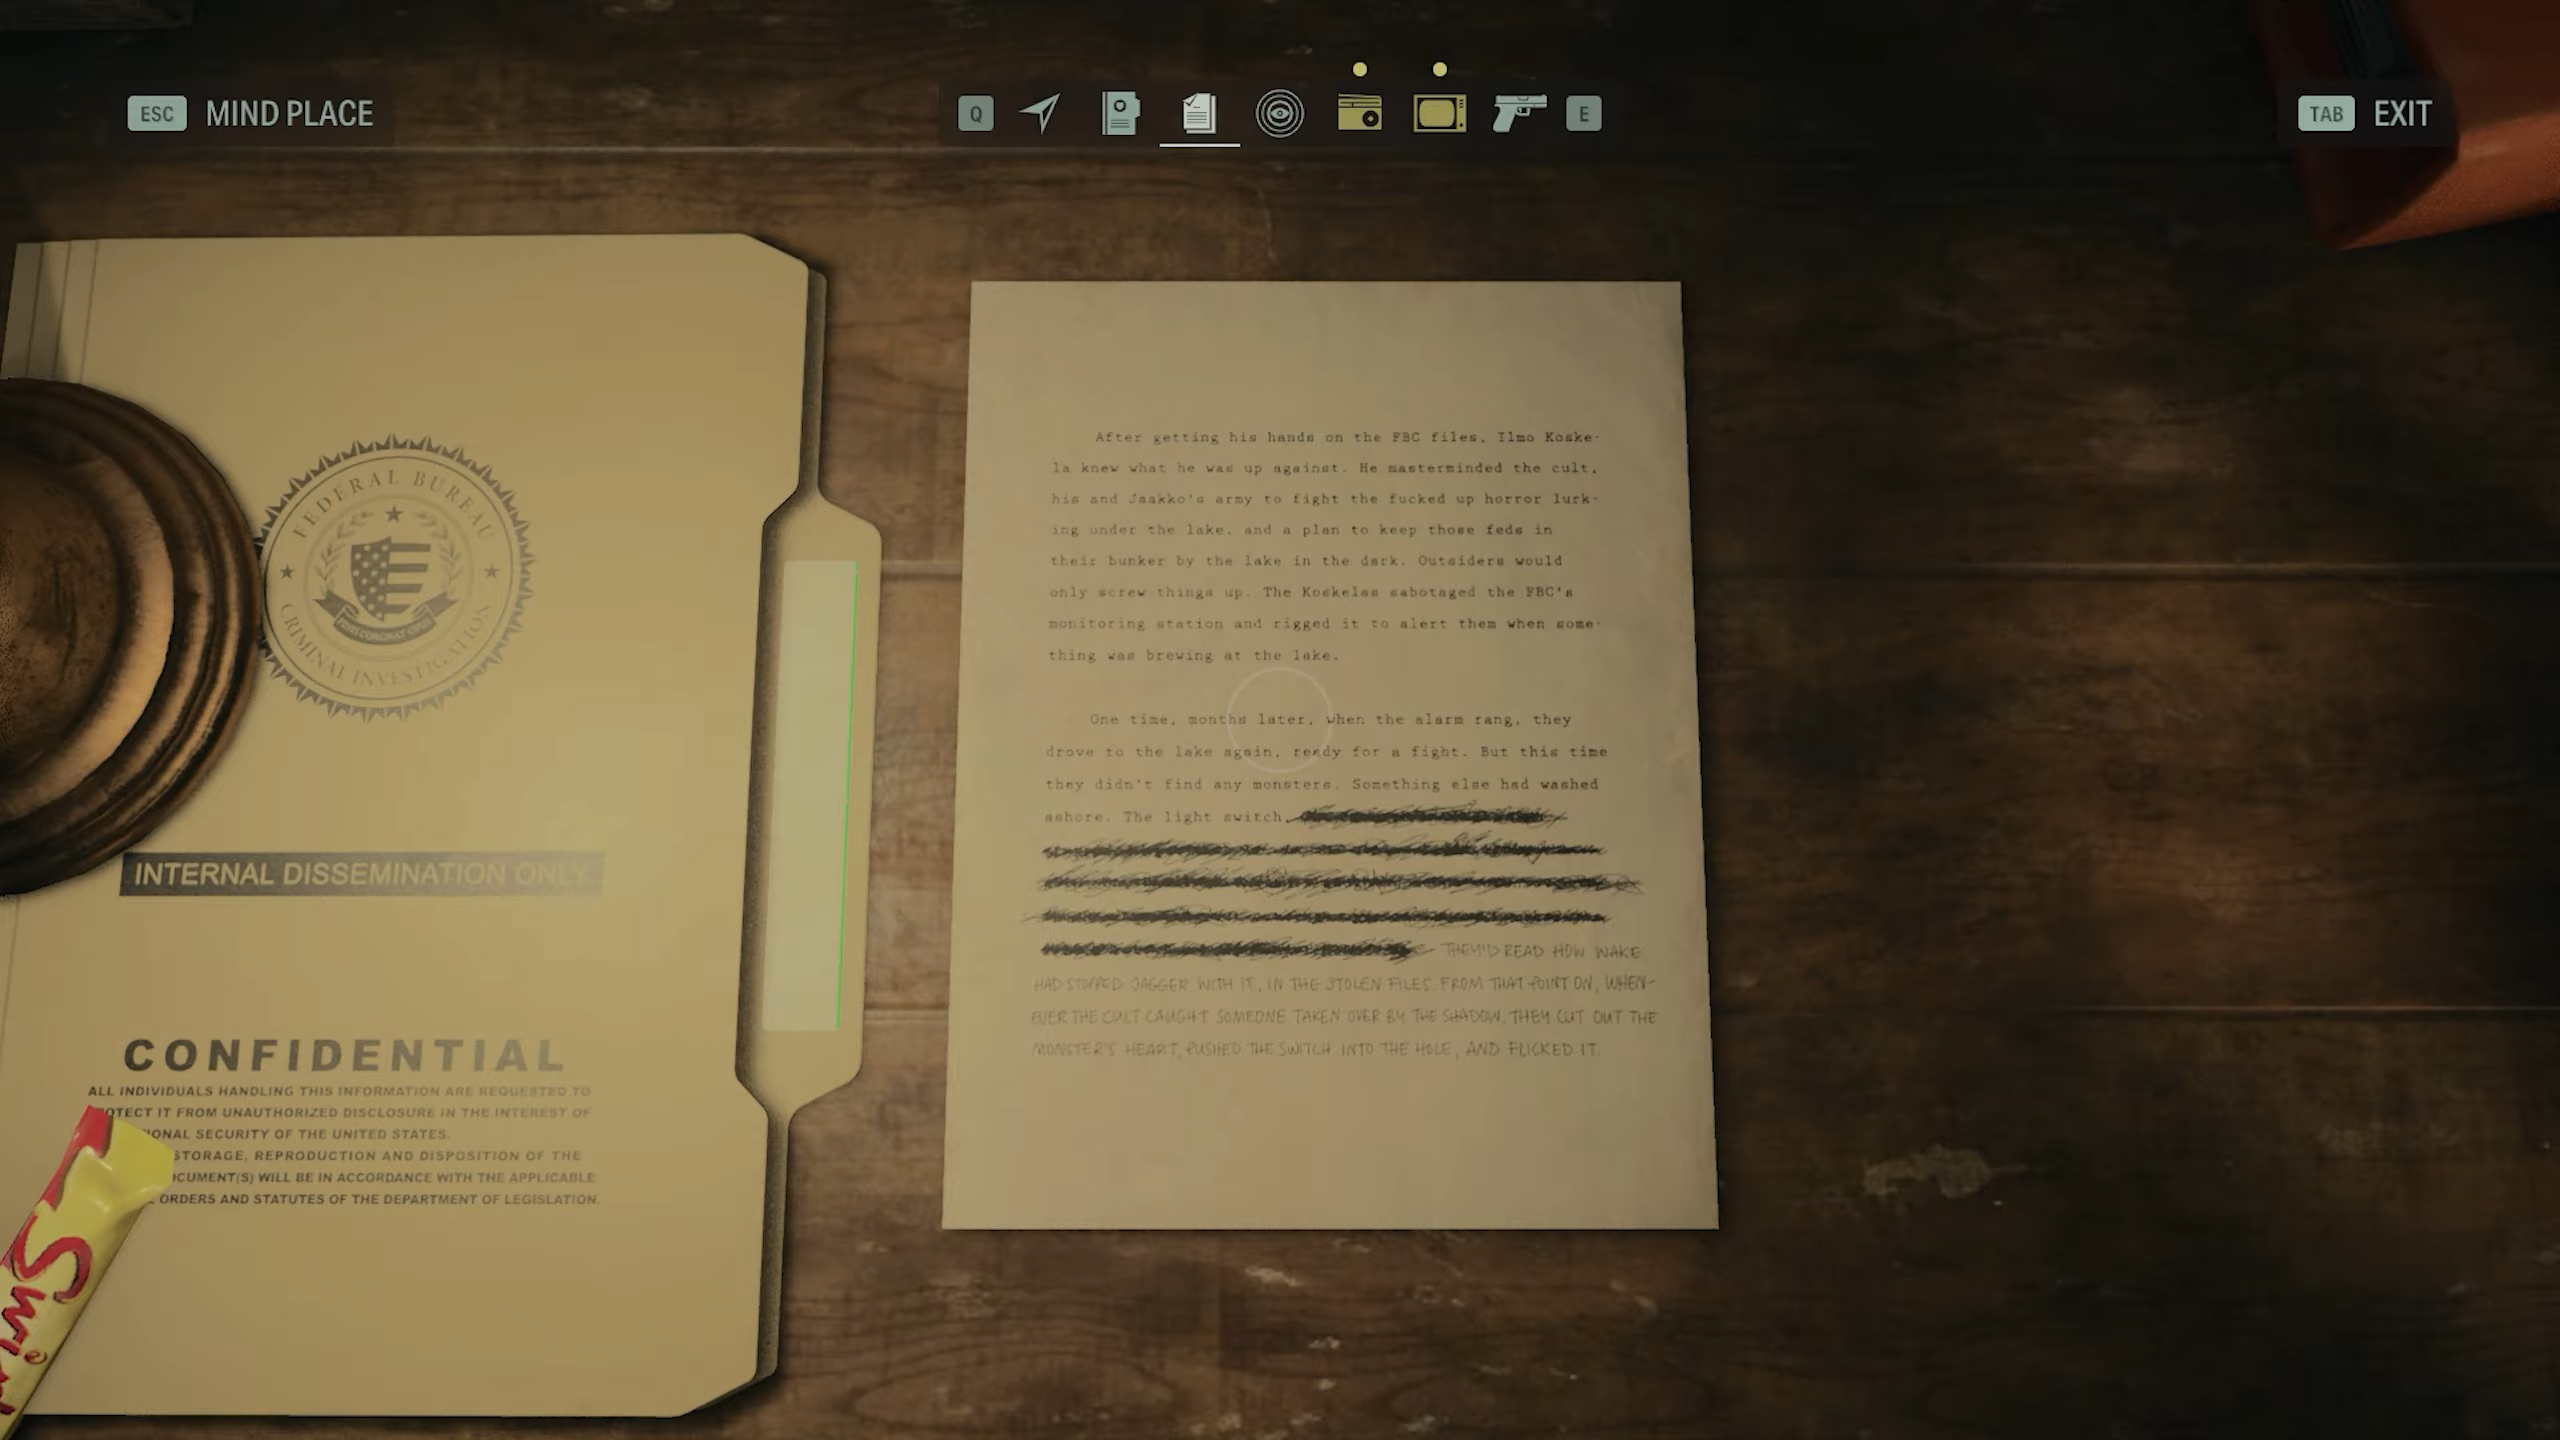 ESC MIND PLACE
Q
E
TAB EXIT
FEDERAL BUREAU
CRIMINAL INVESTIGATION
INTERNAL DISSEMINATION ONLY
CONFIDENTIAL
ALL INDIVIDUALS HANDLING THIS INFORMATION ARE REQUESTED TO
OTECT IT FROM UNAUTHORIZED DISCLOSURE IN THE INTEREST OF
IONAL SECURITY OF THE UNITED STATES.
STORAGE, REPRODUCTION AND DISPOSITION OF THE
OCUMENT(S) WILL BE IN ACCORDANCE WITH THE APPLICABLE
ORDERS AND STATUTES OF THE DEPARTMENT OF LEGISLATION.
After getting his hands on the FBC files, Ilmo Koske-
la knew what he was up against. He masterminded the cult,
his and Jaakko's army to fight the fucked up horror lurk-
ing under the lake, and a plan to keep those feds in
their bunker by the lake in the dark. Outsiders would
only screw things up. The Koskelas sabotaged the FBC's
monitoring station and rigged it to alert them when some-
thing was brewing at the lake.
One time, months later, when the alarm rang, they
drove to the lake again, ready for a fight. But this time
they didn't find any monsters. Something else had washed
ashore. The light switch.
THEY'D READ HOW WAKE
HAD STOPPED JAGGER WITH IT, IN THE STOLEN FILES. FROM THAT POINT ON, WHEN-
EVER THE CULT CAUGHT SOMEONE TAKEN OVER BY THE SHADOW, THEY CUT OUT THE
MONSTER'S HEART, PUSHED THE SWITCH INTO THE HOLE, AND FLICKED IT.